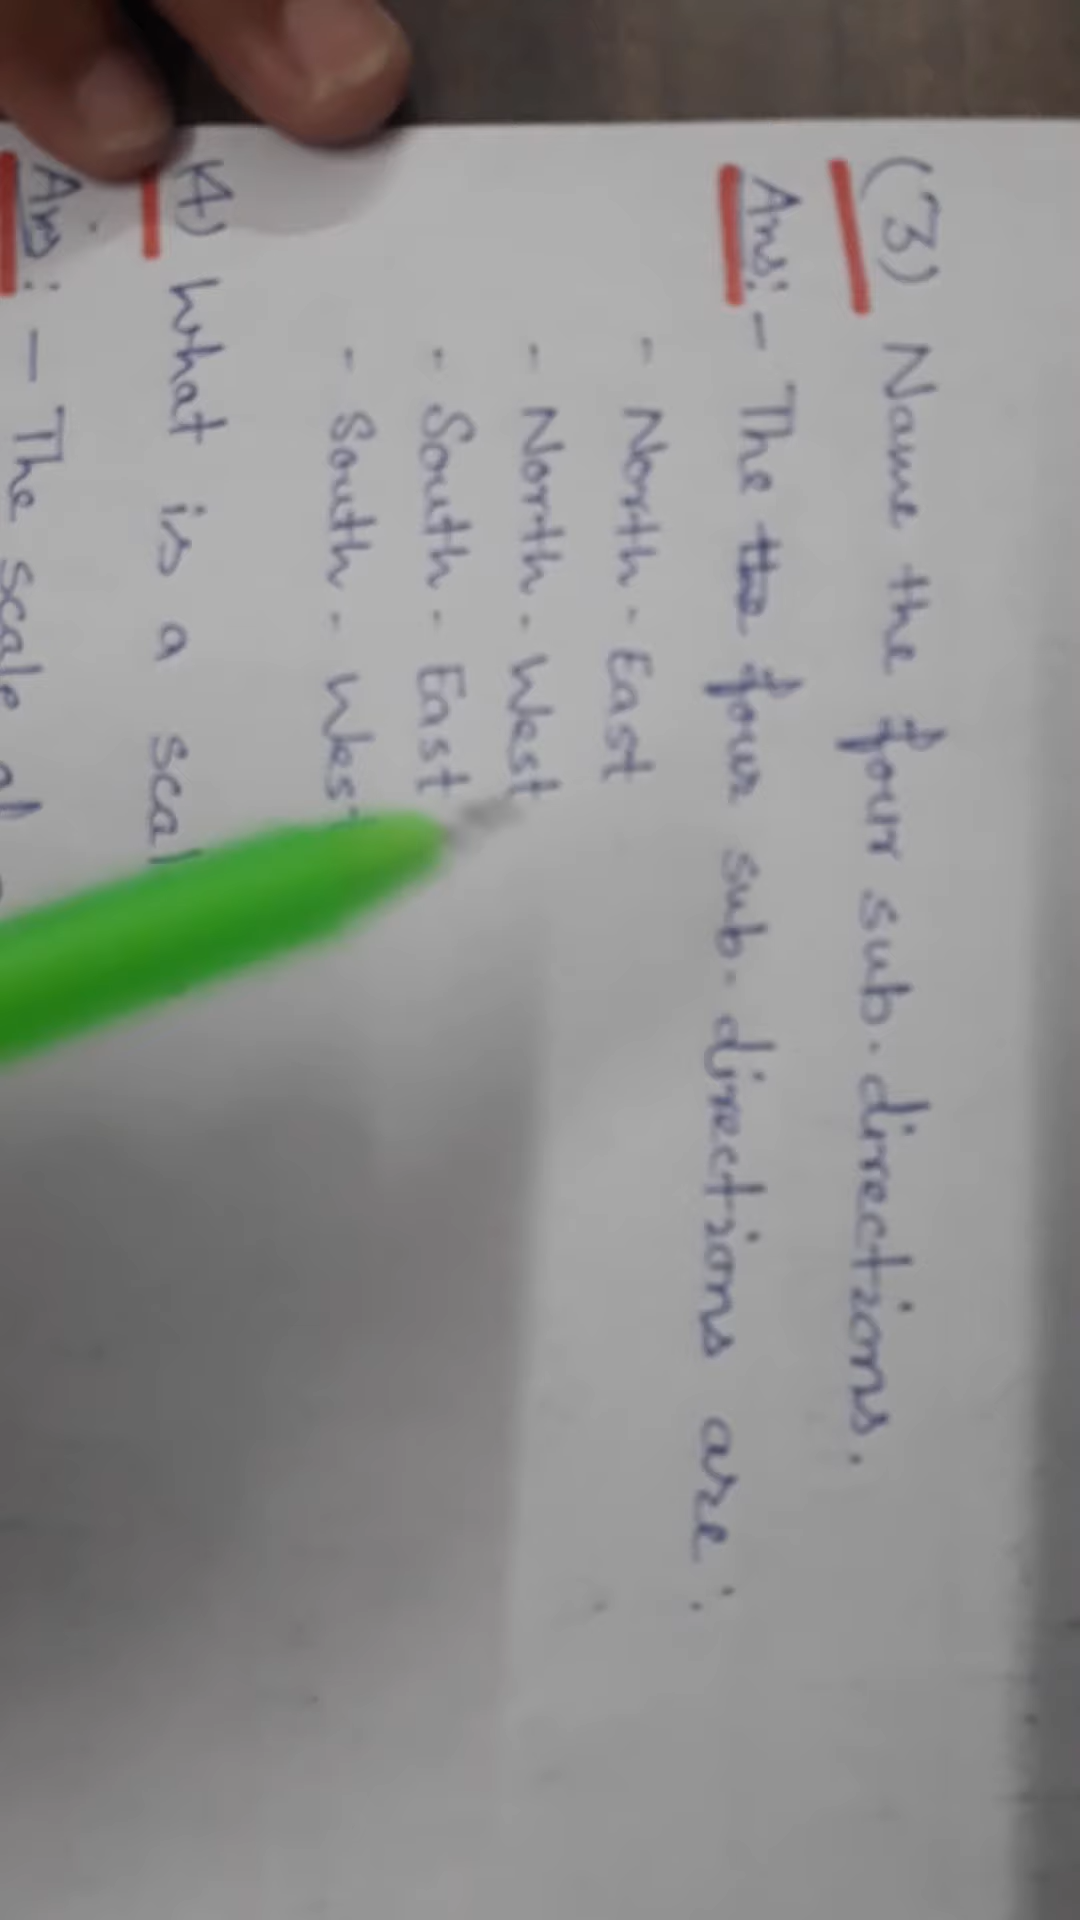 (3) Name the four sub-directions.
Ans:- The the four sub-directions are:
- North-East
- North-West
- South-East
- South-West
(4) What is a scal
Ans:- The scale of